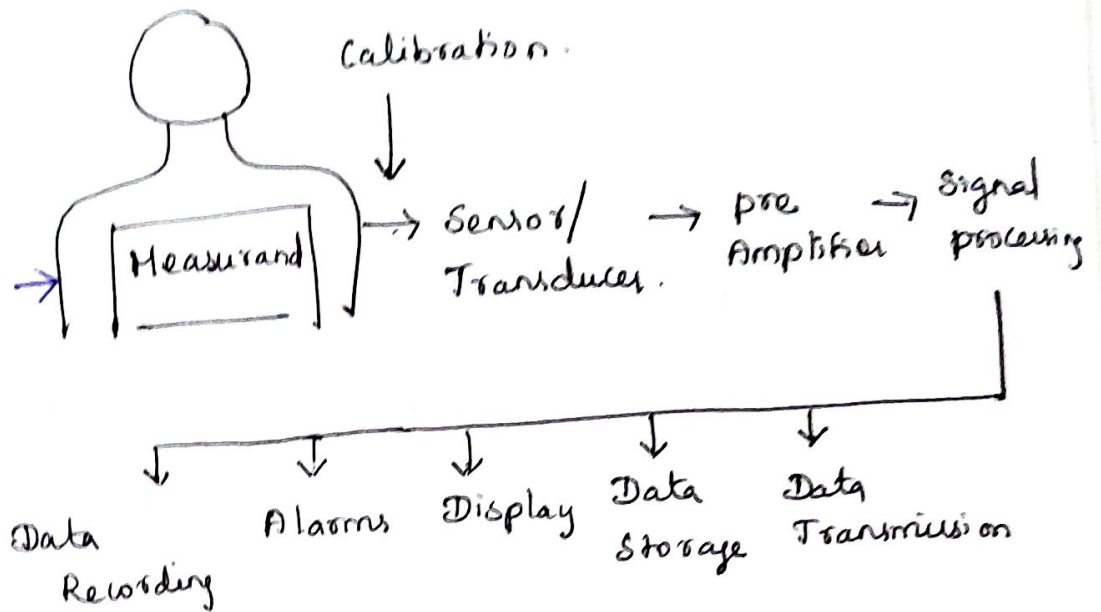 Calibration.
Measurand
Sensor/
Transducer.
pre
Amplifier
Signal
processing
Data
Recording
Alarms
Display
Data
Storage
Data
Transmission